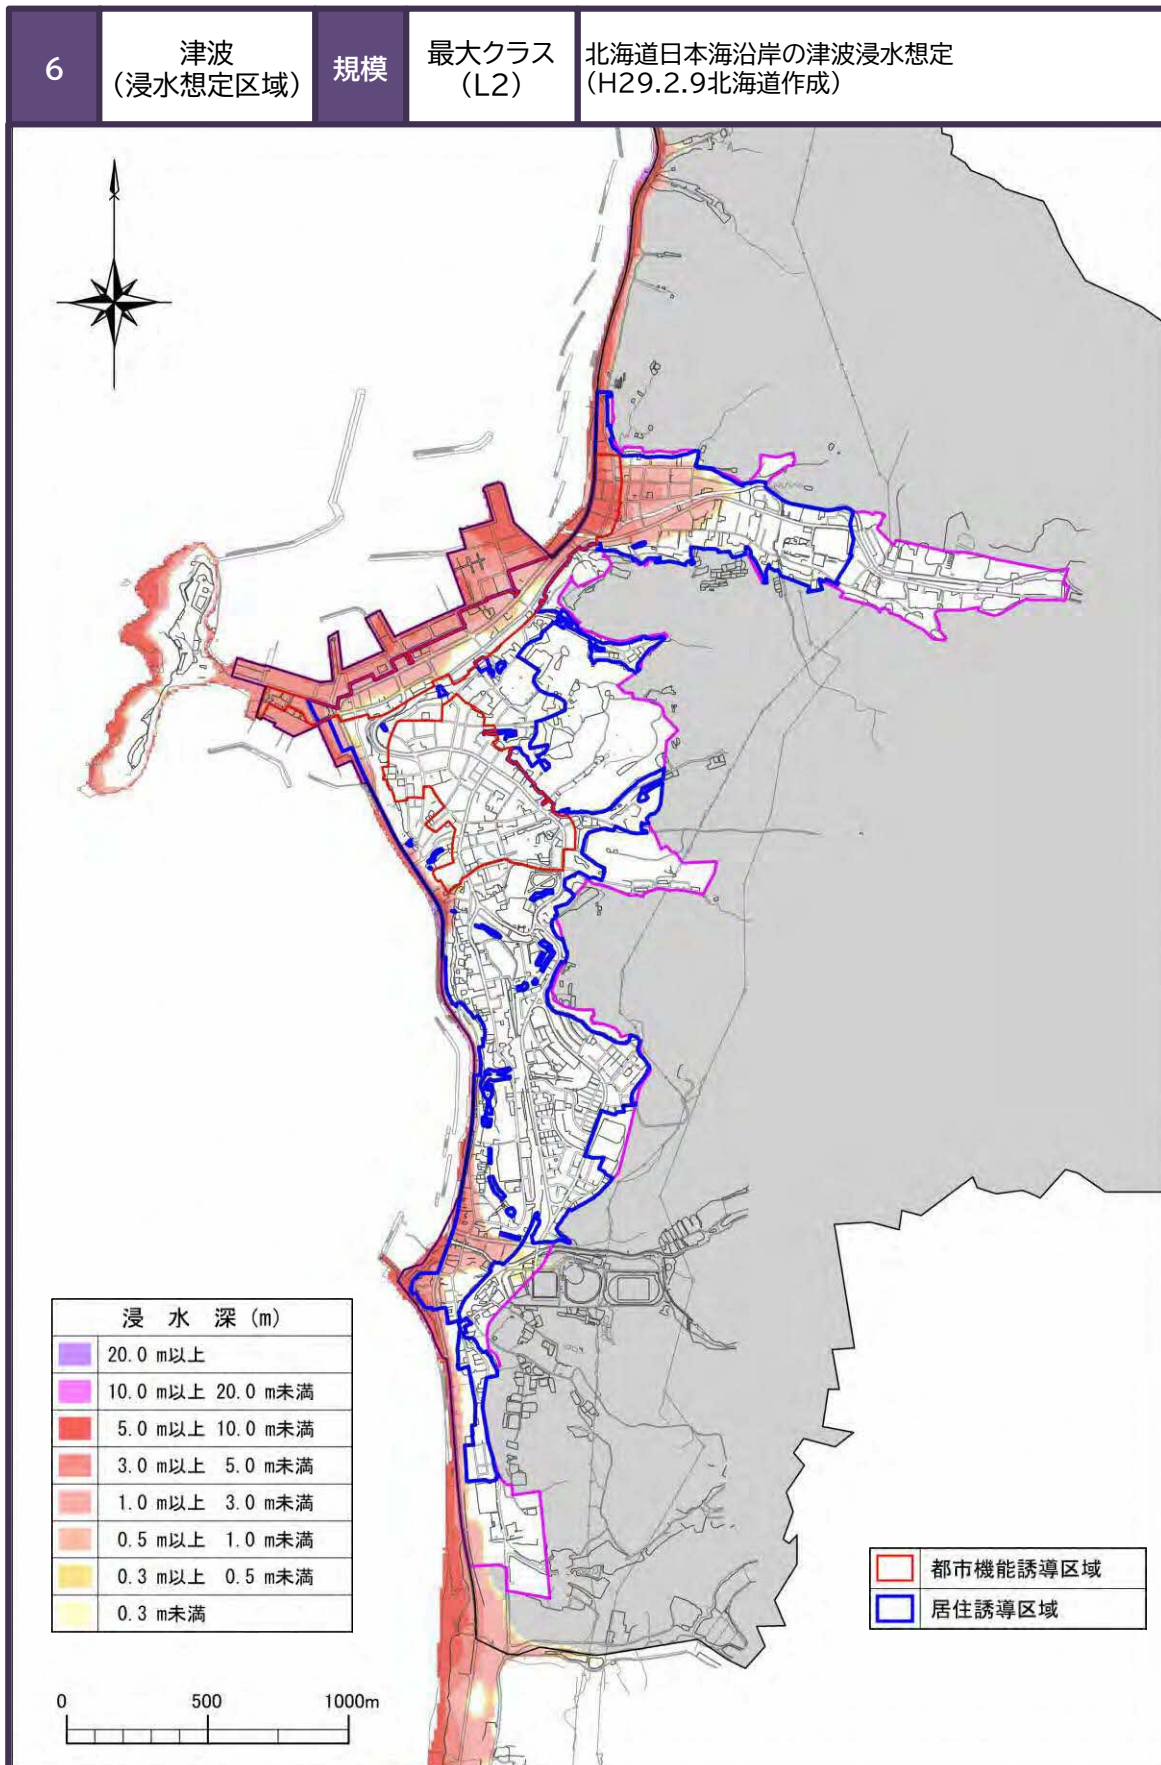 6
津波
(浸水想定区域)
規模
最大クラス
(L2)
北海道日本海沿岸の津波浸水想定
(H29.2.9北海道作成)
浸 水 深 (m)
20.0 m以上
10.0 m以上 20.0 m未満
5.0 m以上 10.0 m未満
3.0 m以上 5.0 m未満
1.0 m以上 3.0 m未満
0.5 m以上 1.0 m未満
0.3 m以上 0.5 m未満
0.3 m未満
都市機能誘導区域
居住誘導区域
0 500 1000m